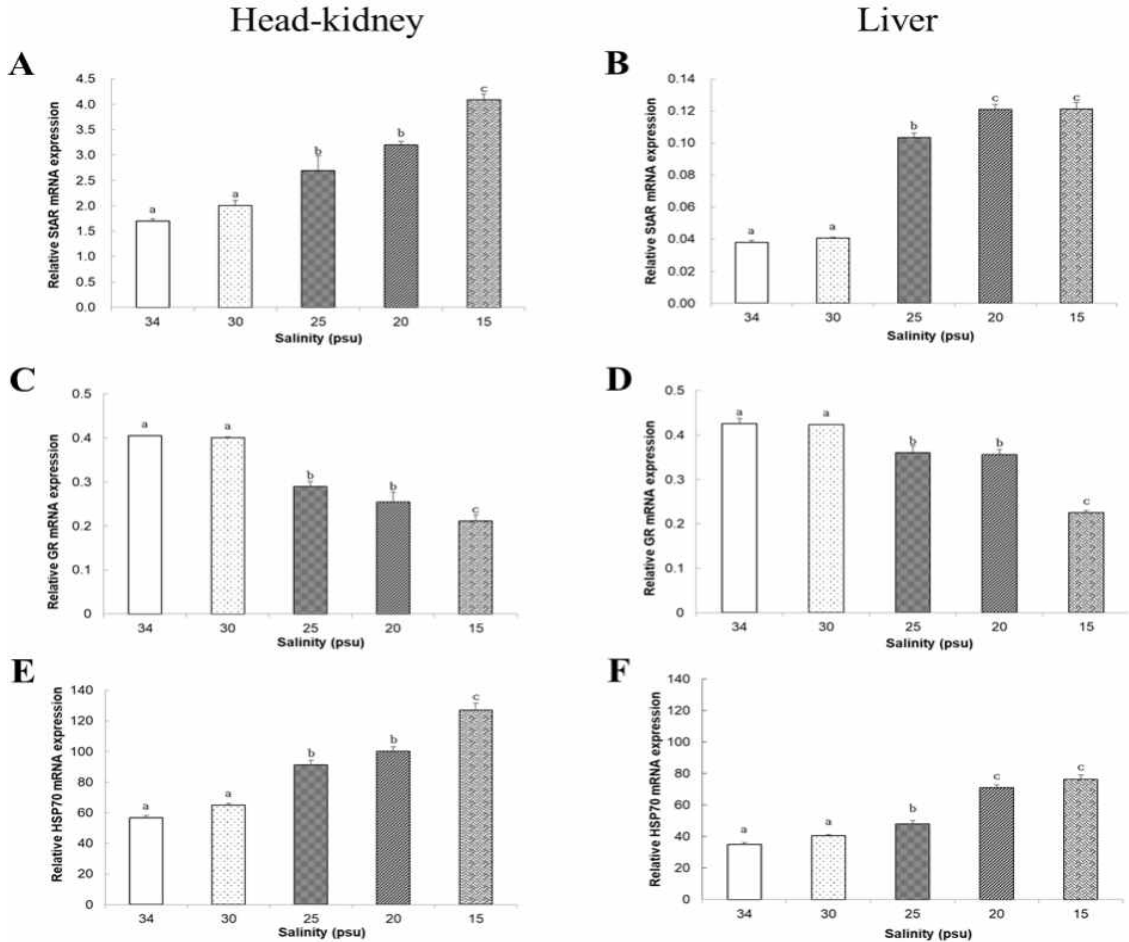 Head-kidney
Liver
A
Relative StAR mRNA expression
4.5
4.0
3.5
3.0
2.5
2.0
1.5
1.0
0.5
0.0
a
a
b
b
c
34 30 25 20 15
Salinity (psu)
B
Relative StAR mRNA expression
0.14
0.12
0.10
0.08
0.06
0.04
0.02
0.00
a
a
b
c
c
34 30 25 20 15
Salinity (psu)
C
Relative GR mRNA expression
0.5
0.4
0.3
0.2
0.1
0
a
a
b
b
c
34 30 25 20 15
Salinity (psu)
D
Relative GR mRNA expression
0.5
0.4
0.3
0.2
0.1
0
a
a
b
b
c
34 30 25 20 15
Salinity (psu)
E
Relative HSP70 mRNA expression
140
120
100
80
60
40
20
0
a
a
b
b
c
34 30 25 20 15
Salinity (psu)
F
Relative HSP70 mRNA expression
140
120
100
80
60
40
20
0
a
a
b
c
c
34 30 25 20 15
Salinity (psu)